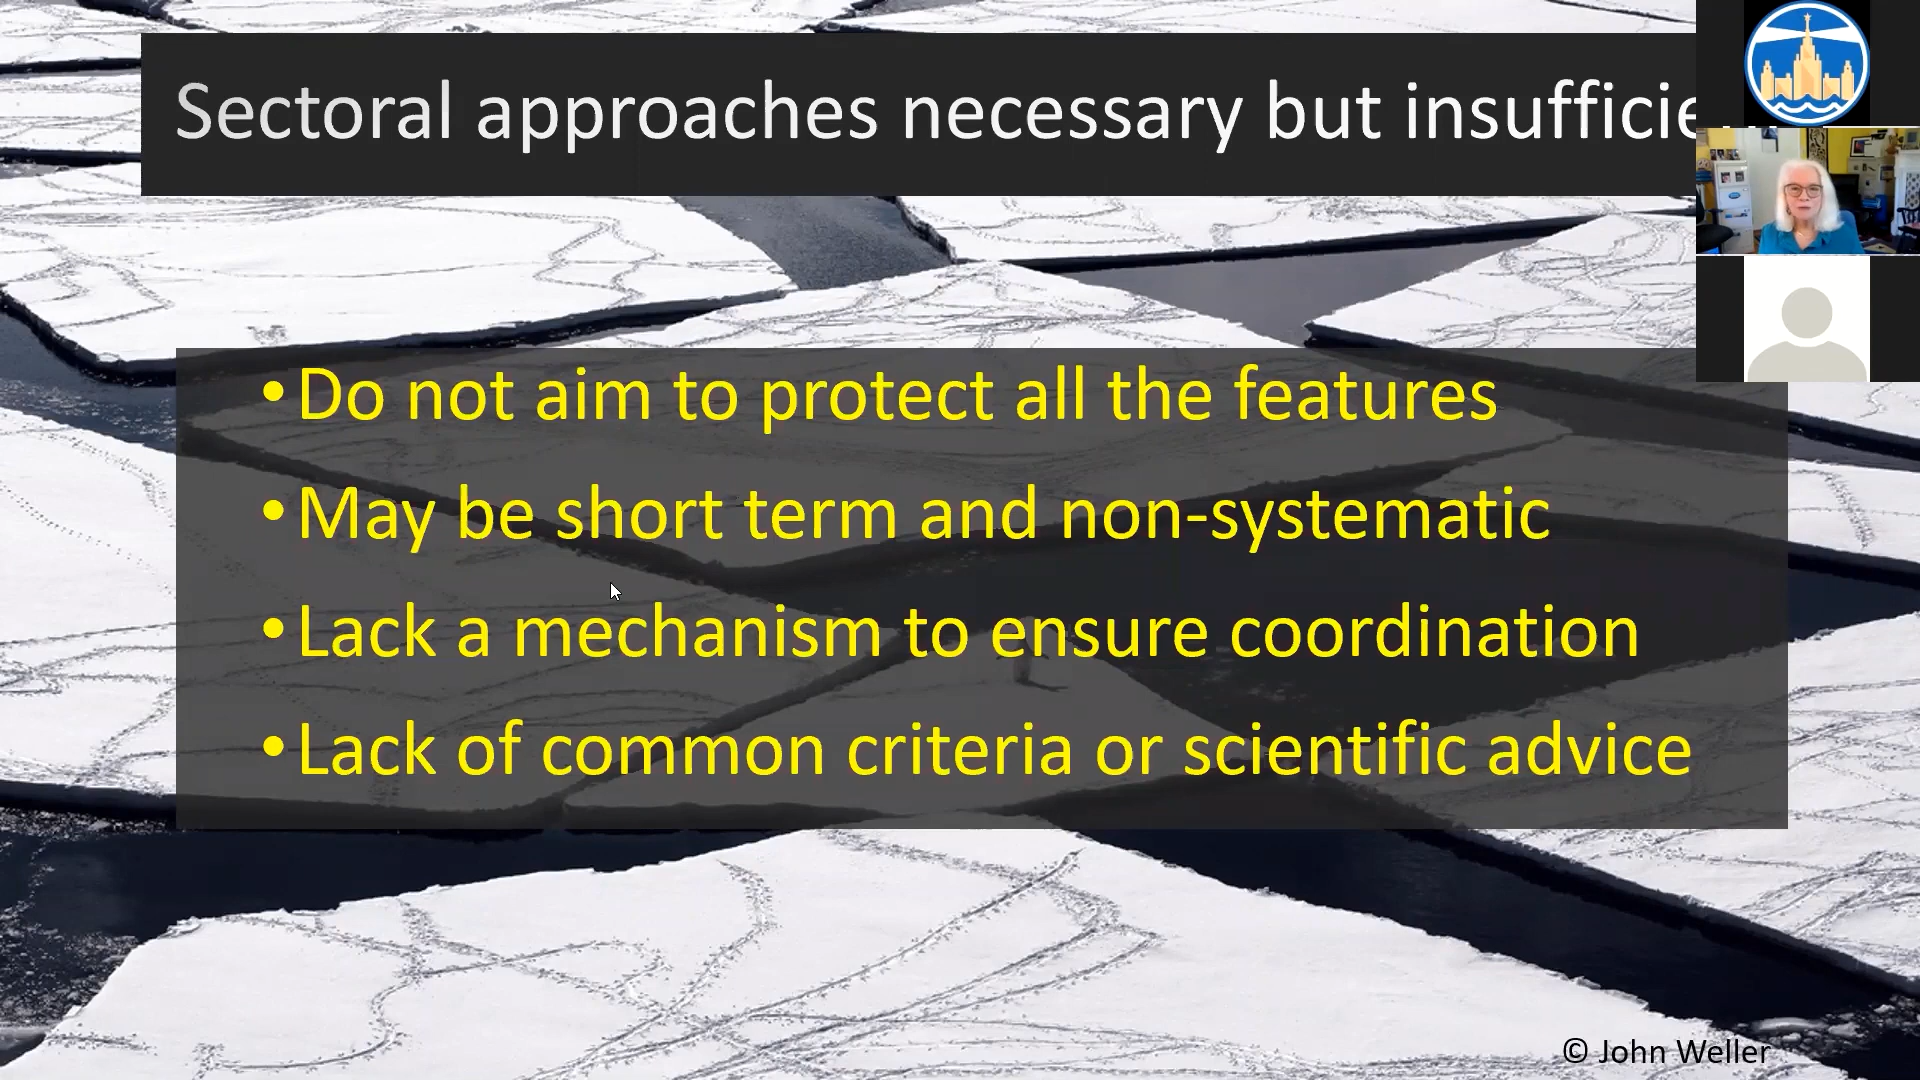 Sectoral approaches necessary but
• Do not aim to protect all the features
• May be short term and non-systematic
• Lack a mechanism to ensure coordination
• Lack of common criteria or scientific advice
© John Weller